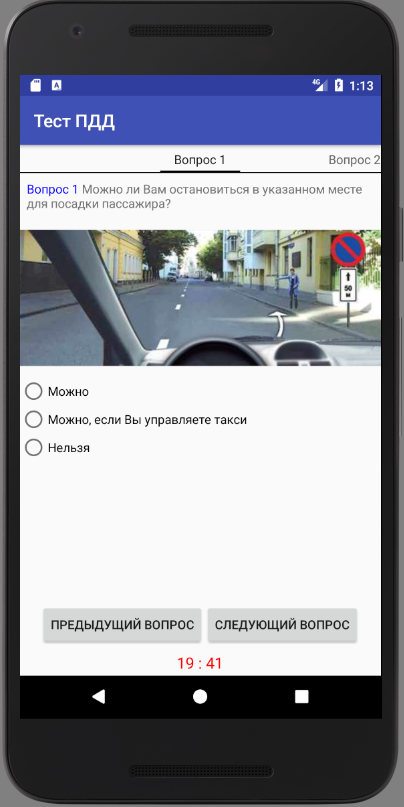 4G 1:13
Тест ПДД
Вопрос 1 Вопрос 2
Вопрос 1 Можно ли Вам остановиться в указанном месте
для посадки пассажира?
50
м
Можно
Можно, если Вы управляете такси
Нельзя
ПРЕДЫДУЩИЙ ВОПРОС СЛЕДУЮЩИЙ ВОПРОС
19 : 41